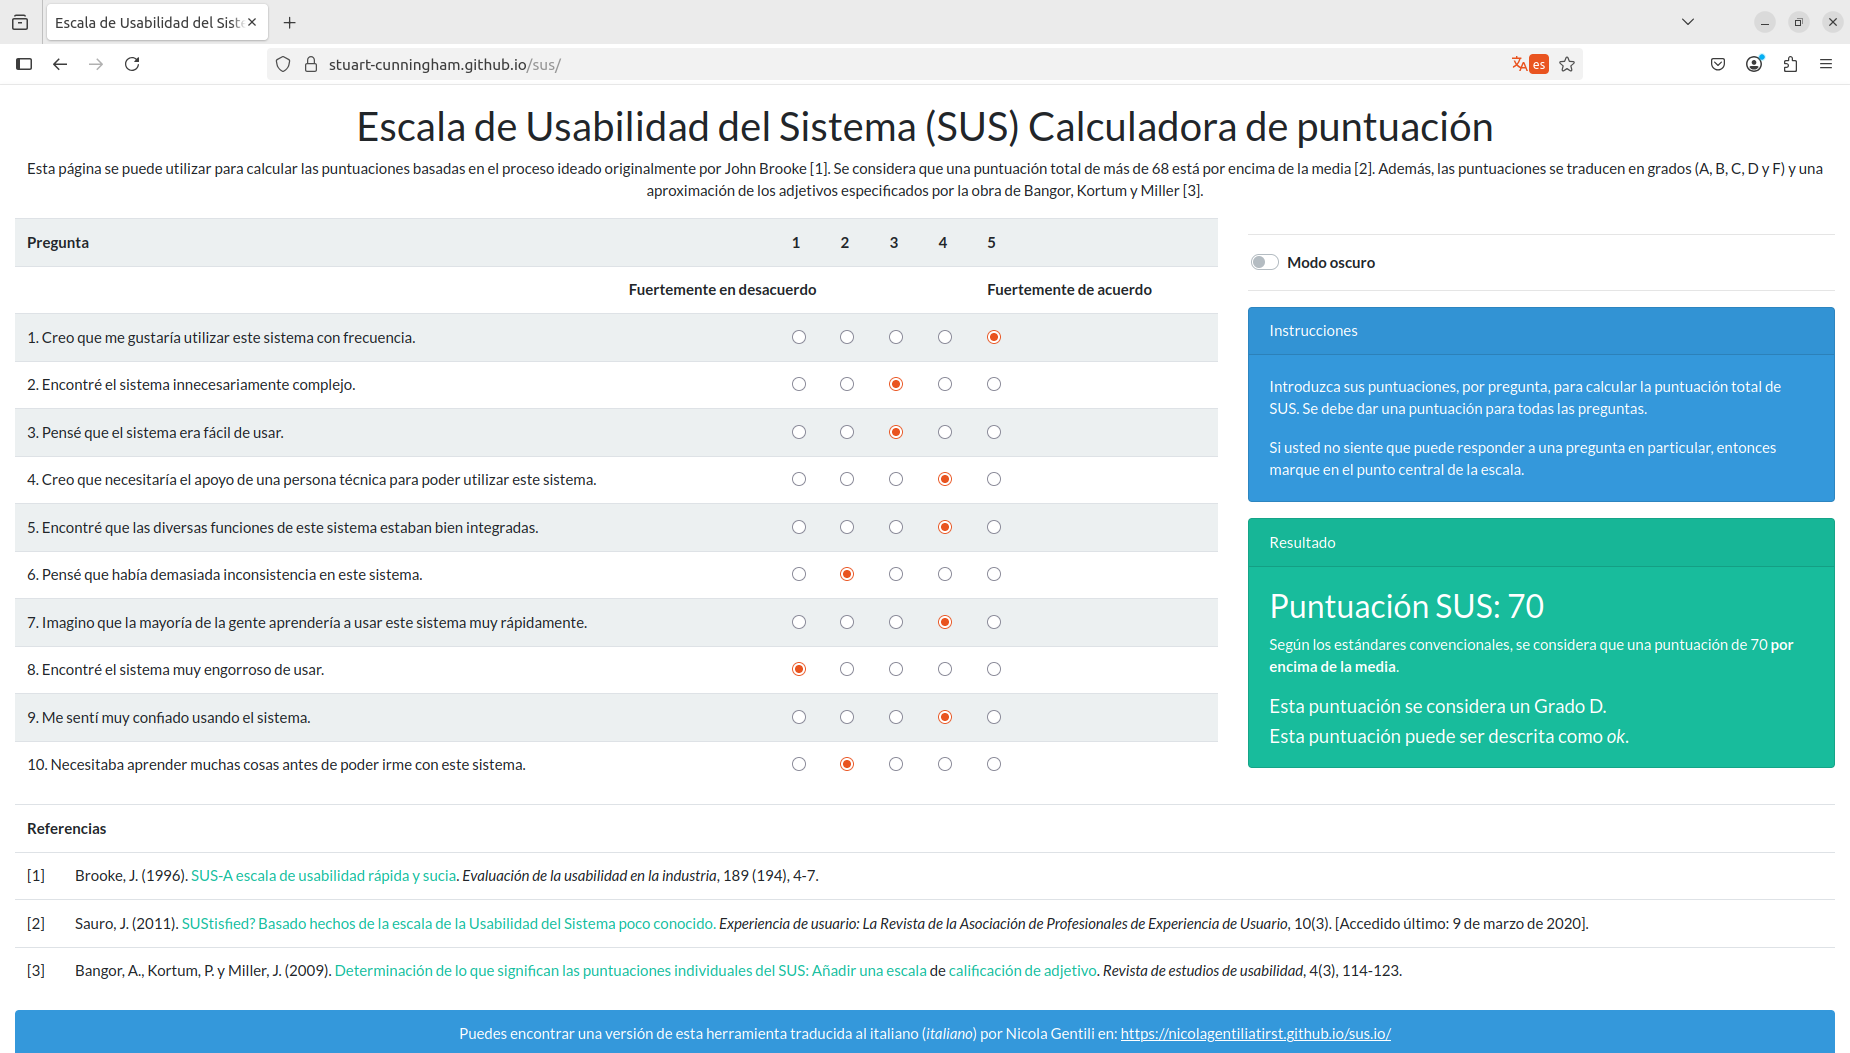 Escala de Usabilidad del Sist
stuart-cunningham.github.io/sus/
es
Escala de Usabilidad del Sistema (SUS) Calculadora de puntuación
Esta página se puede utilizar para calcular las puntuaciones basadas en el proceso ideado originalmente por John Brooke [1]. Se considera que una puntuación total de más de 68 está por encima de la media [2]. Además, las puntuaciones se traducen en grados (A, B, C, D y F) y una
aproximación de los adjetivos especificados por la obra de Bangor, Kortum y Miller [3].
Pregunta 1 2 3 4 5
Fuertemente en desacuerdo Fuertemente de acuerdo
1. Creo que me gustaría utilizar este sistema con frecuencia.
2. Encontré el sistema innecesariamente complejo.
3. Pensé que el sistema era fácil de usar.
4. Creo que necesitaría el apoyo de una persona técnica para poder utilizar este sistema.
5. Encontré que las diversas funciones de este sistema estaban bien integradas.
6. Pensé que había demasiada inconsistencia en este sistema.
7. Imagino que la mayoría de la gente aprendería a usar este sistema muy rápidamente.
8. Encontré el sistema muy engorroso de usar.
9. Me sentí muy confiado usando el sistema.
10. Necesitaba aprender muchas cosas antes de poder irme con este sistema.
Modo oscuro
Instrucciones
Introduzca sus puntuaciones, por pregunta, para calcular la puntuación total de
SUS. Se debe dar una puntuación para todas las preguntas.
Si usted no siente que puede responder a una pregunta en particular, entonces
marque en el punto central de la escala.
Resultado
Puntuación SUS: 70
Según los estándares convencionales, se considera que una puntuación de 70 por
encima de la media.
Esta puntuación se considera un Grado D.
Esta puntuación puede ser descrita como ok.
Referencias
[1] Brooke, J. (1996). SUS-A escala de usabilidad rápida y sucia. Evaluación de la usabilidad en la industria, 189 (194), 4-7.
[2] Sauro, J. (2011). SUStisfied? Basado hechos de la escala de la Usabilidad del Sistema poco conocido. Experiencia de usuario: La Revista de la Asociación de Profesionales de Experiencia de Usuario, 10(3). [Accedido último: 9 de marzo de 2020].
[3] Bangor, A., Kortum, P. y Miller, J. (2009). Determinación de lo que significan las puntuaciones individuales del SUS: Añadir una escala de calificación de adjetivo. Revista de estudios de usabilidad, 4(3), 114-123.
Puedes encontrar una versión de esta herramienta traducida al italiano (italiano) por Nicola Gentili en: https://nicolagentiliatirst.github.io/sus.io/